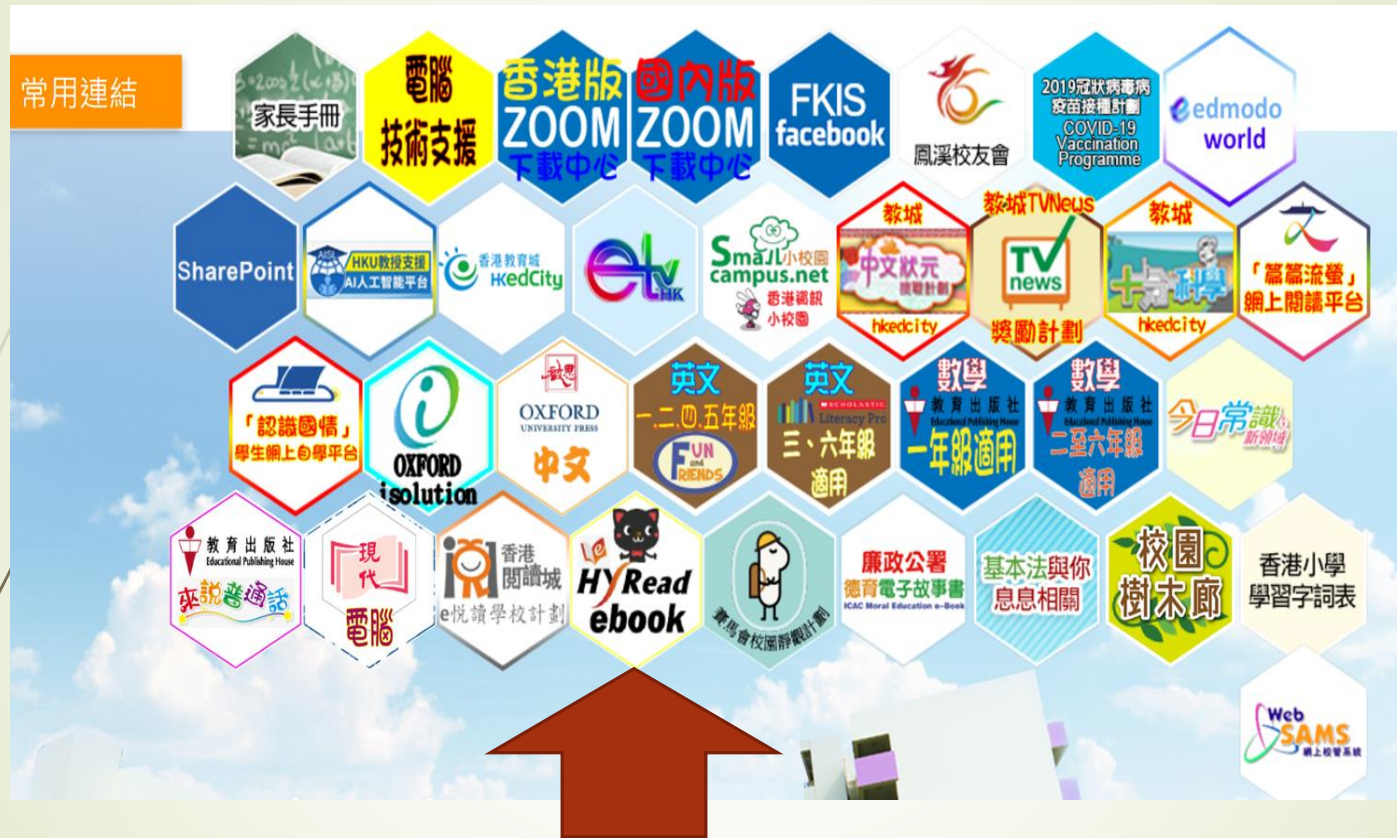 常用連結
家長手冊
電腦
技術支援
香港版
ZOOM
下載中心
國內版
ZOOM
下載中心
FKIS
facebook
鳳溪校友會
2019冠狀病毒病
疫苗接種計劃
COVID-19
Vaccination
Programme
edmodo
world
SharePoint
AISL
HKU教授支援
AI人工智能平台
香港教育城
HKedCity
etv
HK
Small小校園
campus.net
香港資訊
小校園
教城
中文狀元
挑戰計劃
hkedcity
教城TVNews
TV
news
獎勵計劃
教城
十分科學
hkedcity
「篇篇流螢」
網上閱讀平台
「認識國情」
學生網上自學平台
OXFORD
isolution
啟思
OXFORD
UNIVERSITY PRESS
中文
英文
一.二.四.五年級
FUN
and
FRIENDS
英文
SCHOLASTIC
Literacy Pro
三、六年級
適用
數學
教育出版社
Educational Publishing House
一年級適用
數學
教育出版社
Educational Publishing House
二至六年級
適用
今日常識
新領域
教育出版社
Educational Publishing House
來說普通話
現代
電腦
香港
閱讀城
e悅讀學校計劃
Le
HyRead
ebook
賽馬會校園靜觀計劃
廉政公署
德育電子故事書
ICAC Moral Education e-Book
基本法與你
息息相關
校園
樹木廊
香港小學
學習字詞表
Web
SAMS
網上校管系統